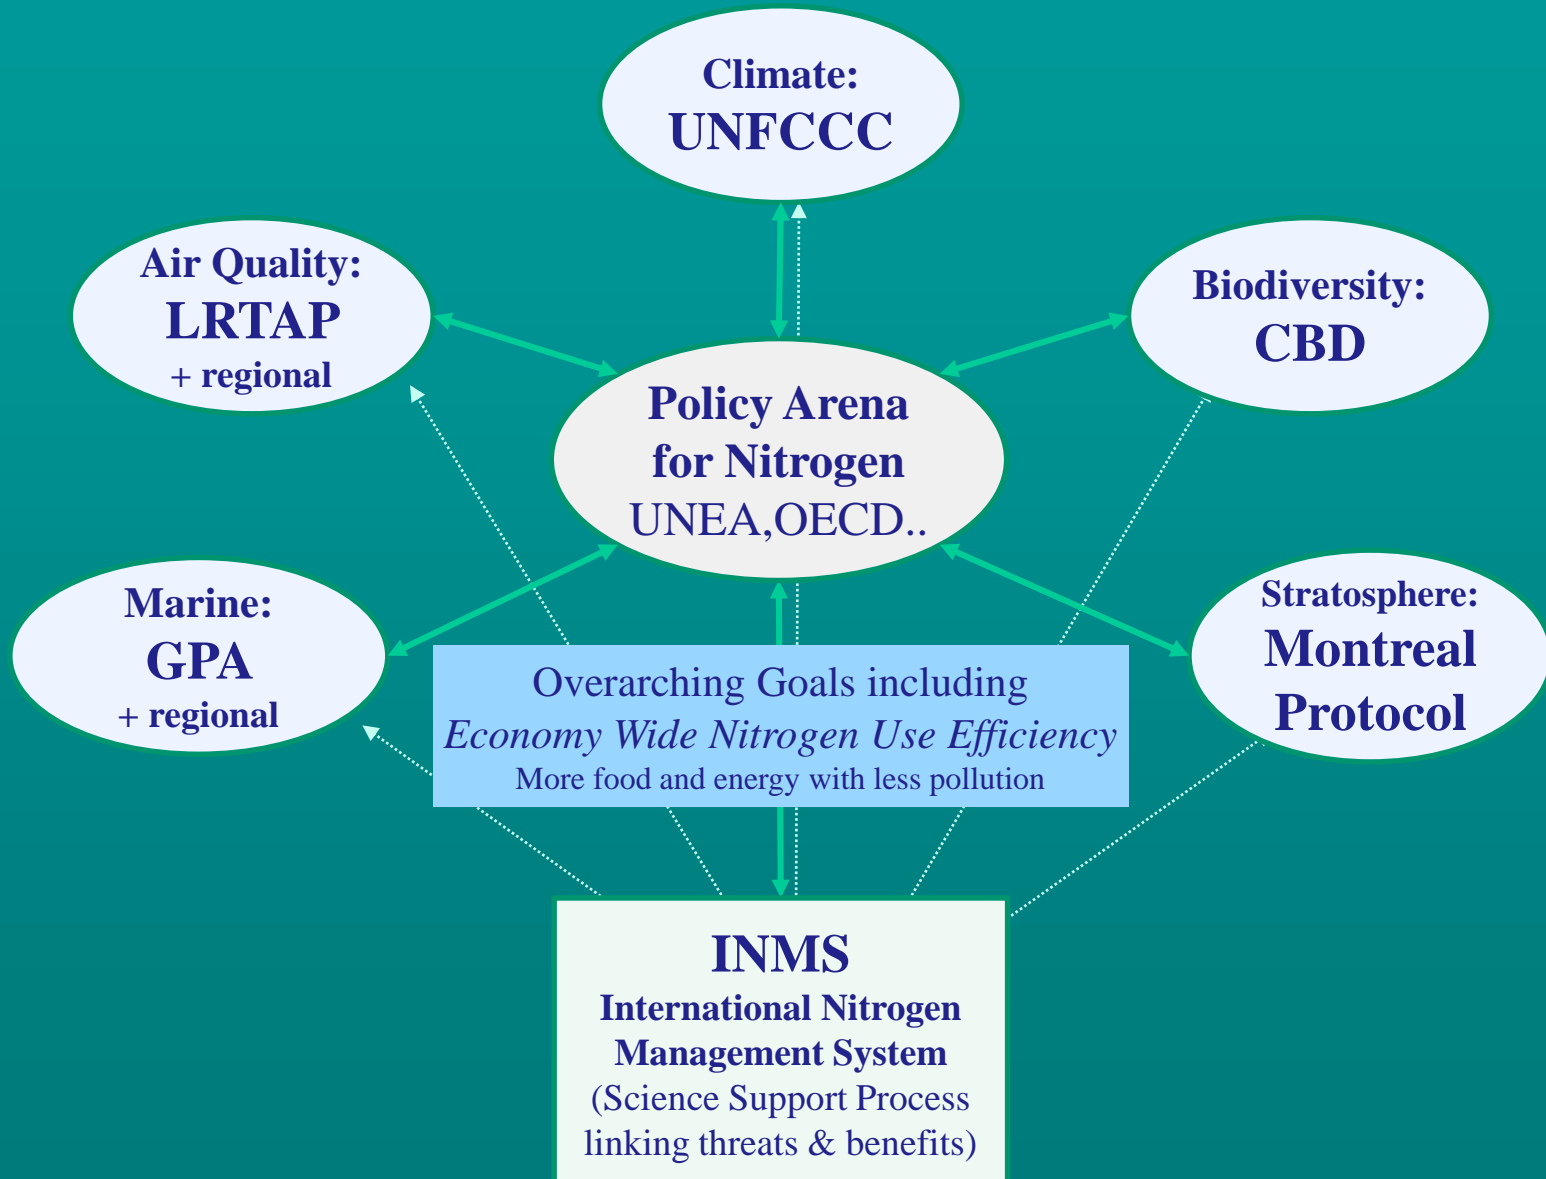 Climate:
UNFCCC
Air Quality:
LRTAP
+ regional
Biodiversity:
CBD
Policy Arena
for Nitrogen
UNEA,OECD..
Marine:
GPA
+ regional
Stratosphere:
Montreal
Protocol
Overarching Goals including
Economy Wide Nitrogen Use Efficiency
More food and energy with less pollution
INMS
International Nitrogen
Management System
(Science Support Process
linking threats & benefits)